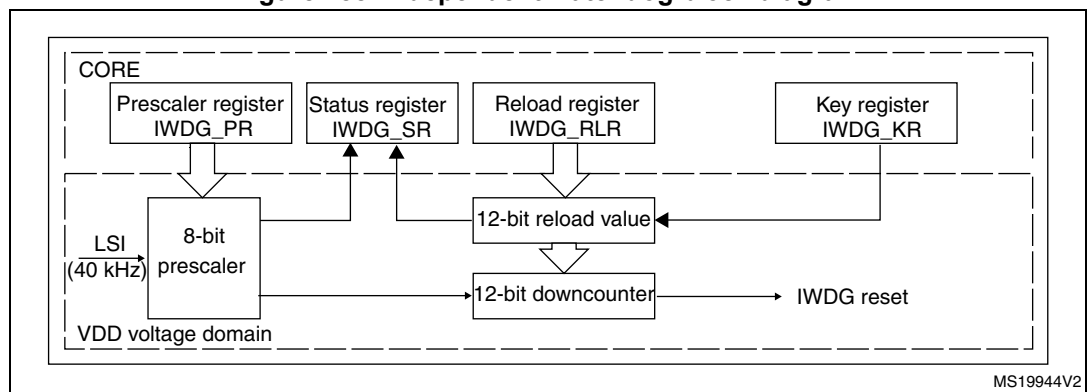 CORE
Prescaler register
IWDG_PR
Status register
IWDG_SR
Reload register
IWDG_RLR
Key register
IWDG_KR
LSI
(40 kHz)
8-bit
prescaler
12-bit reload value
12-bit downcounter
IWDG reset
VDD voltage domain
MS19944V2